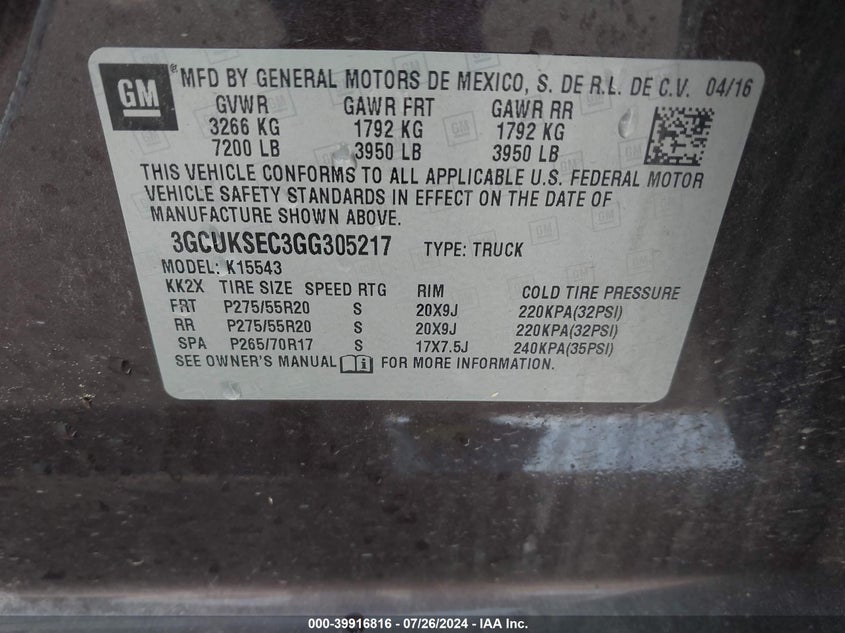 GM ® MFD BY GENERAL MOTORS DE MEXICO, S. DE R.L. DE C.V. 04/16
GVWR GAWR FRT GAWR RR
3266 KG 1792 KG 1792 KG
7200 LB 3950 LB 3950 LB
THIS VEHICLE CONFORMS TO ALL APPLICABLE U.S. FEDERAL MOTOR
VEHICLE SAFETY STANDARDS IN EFFECT ON THE DATE OF
MANUFACTURE SHOWN ABOVE.
3GCUKSEC3GG305217 TYPE: TRUCK
MODEL: K15543
KK2X TIRE SIZE SPEED RTG RIM COLD TIRE PRESSURE
FRT P275/55R20 S 20X9J 220KPA(32PSI)
RR P275/55R20 S 20X9J 220KPA(32PSI)
SPA P265/70R17 S 17X7.5J 240KPA(35PSI)
SEE OWNER'S MANUAL FOR MORE INFORMATION.
000-39916816 - 07/26/2024 - IAAI Inc.